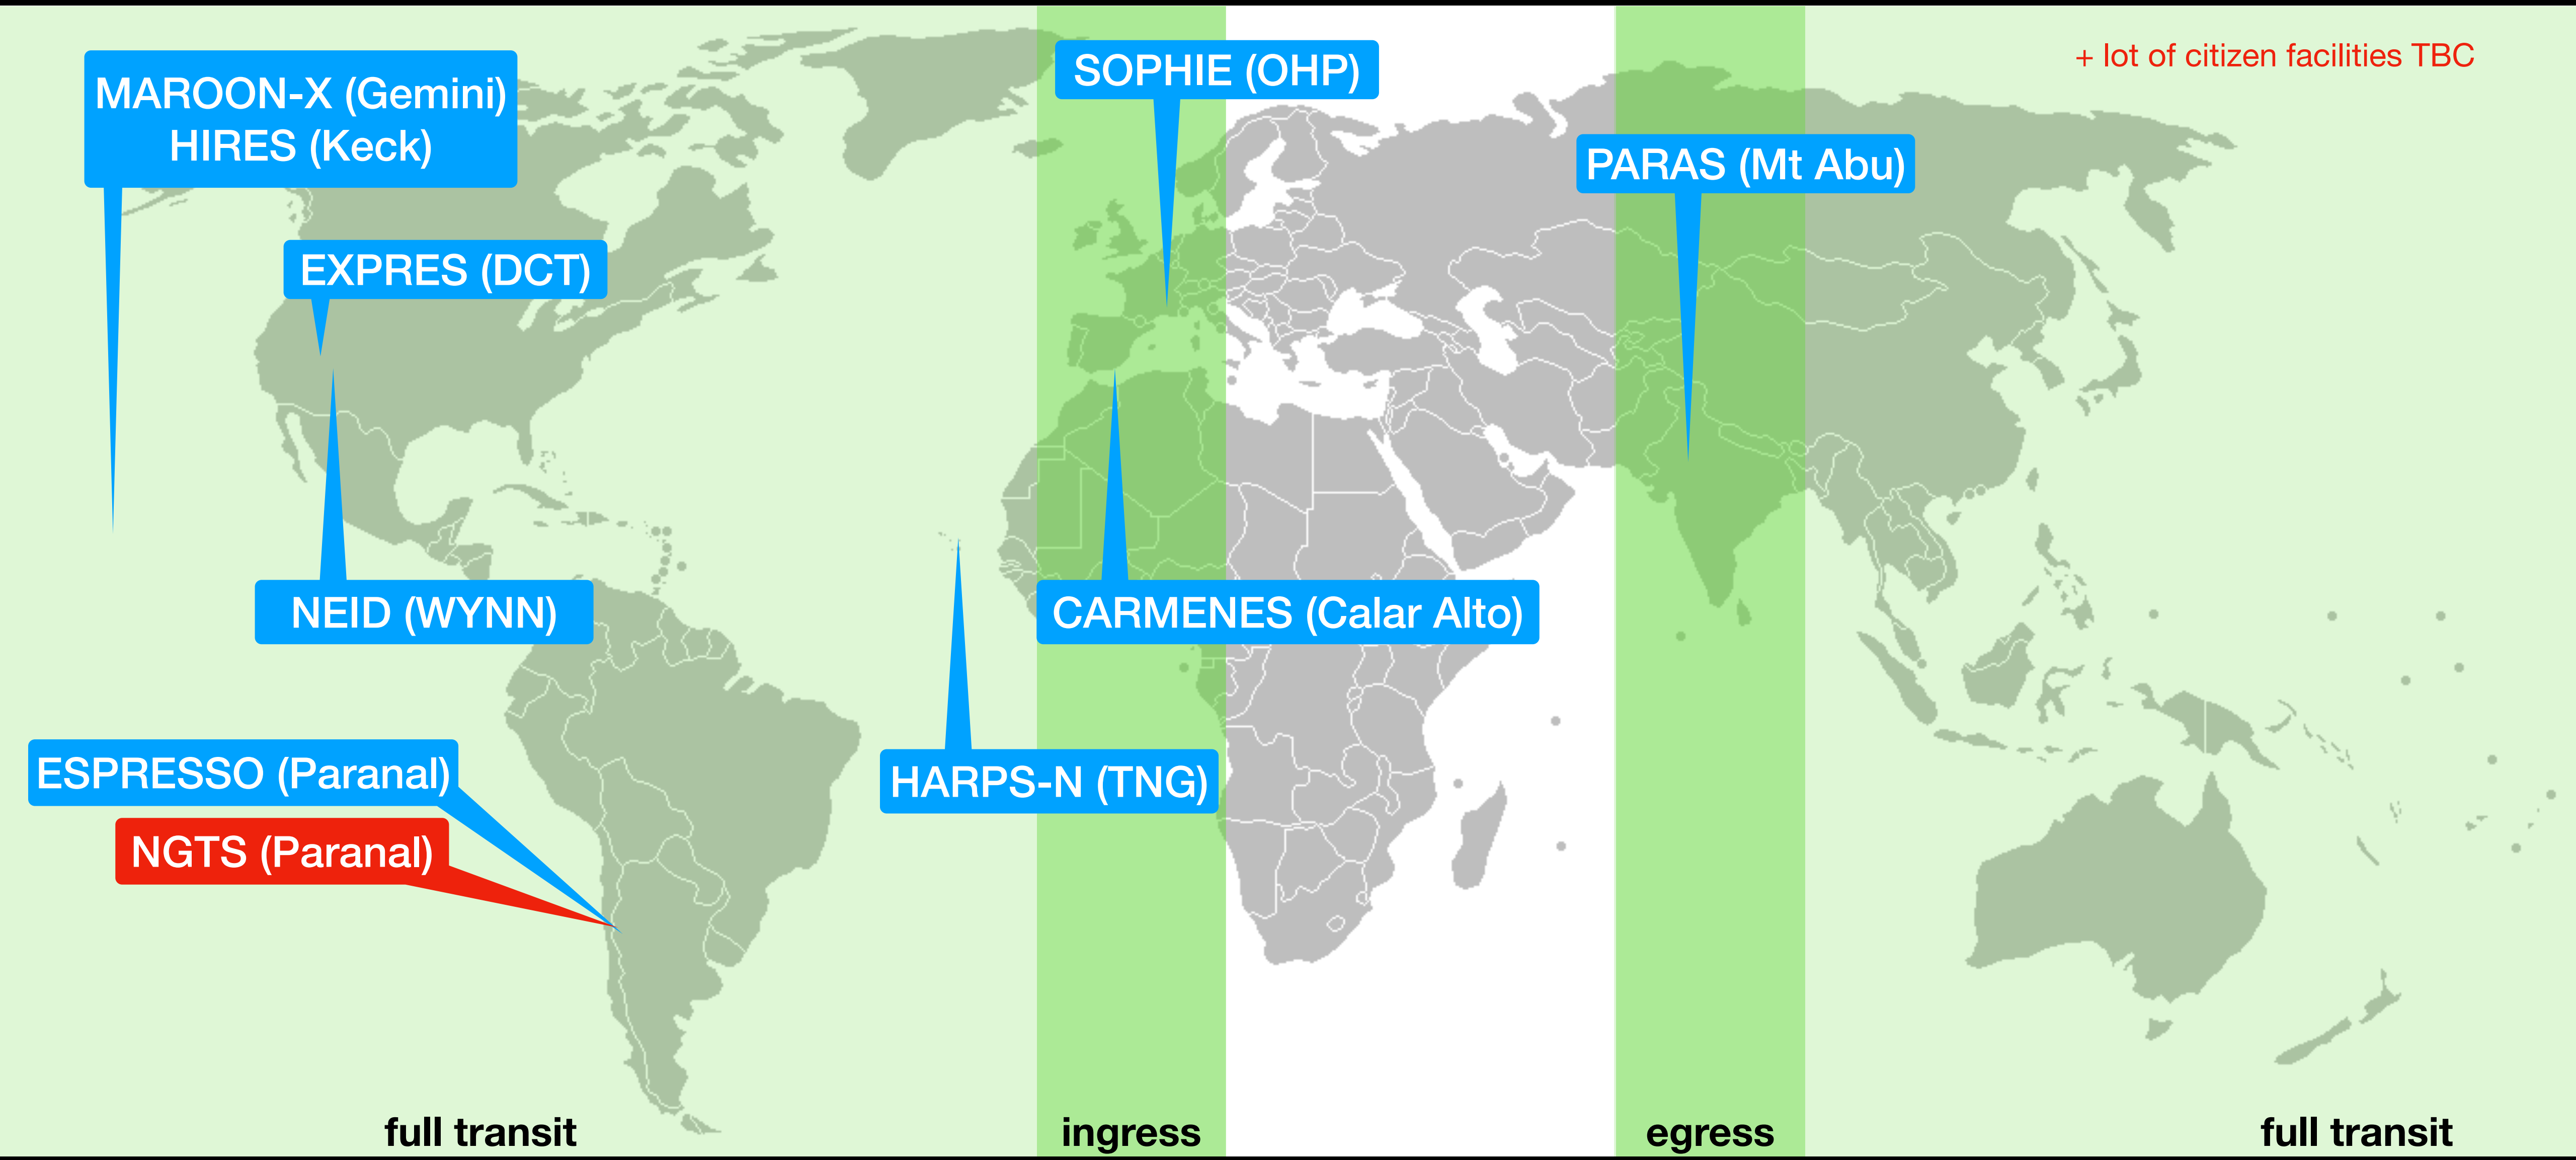 MAROON-X (Gemini)
HIRES (Keck)
SOPHIE (OHP)
+ lot of citizen facilities TBC
PARAS (Mt Abu)
EXPRES (DCT)
NEID (WYNN)
CARMENES (Calar Alto)
ESPRESSO (Paranal)
HARPS-N (TNG)
NGTS (Paranal)
full transit
ingress
egress
full transit